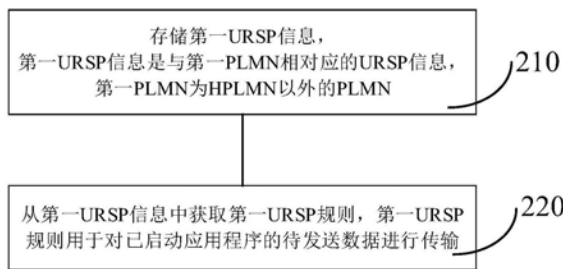 存储第一URSP信息，
第一URSP信息是与第一PLMN相对应的URSP信息，
第一PLMN为HPLMN以外的PLMN
210
从第一URSP信息中获取第一URSP规则，第一URSP
规则用于对已启动应用程序的待发送数据进行传输
220